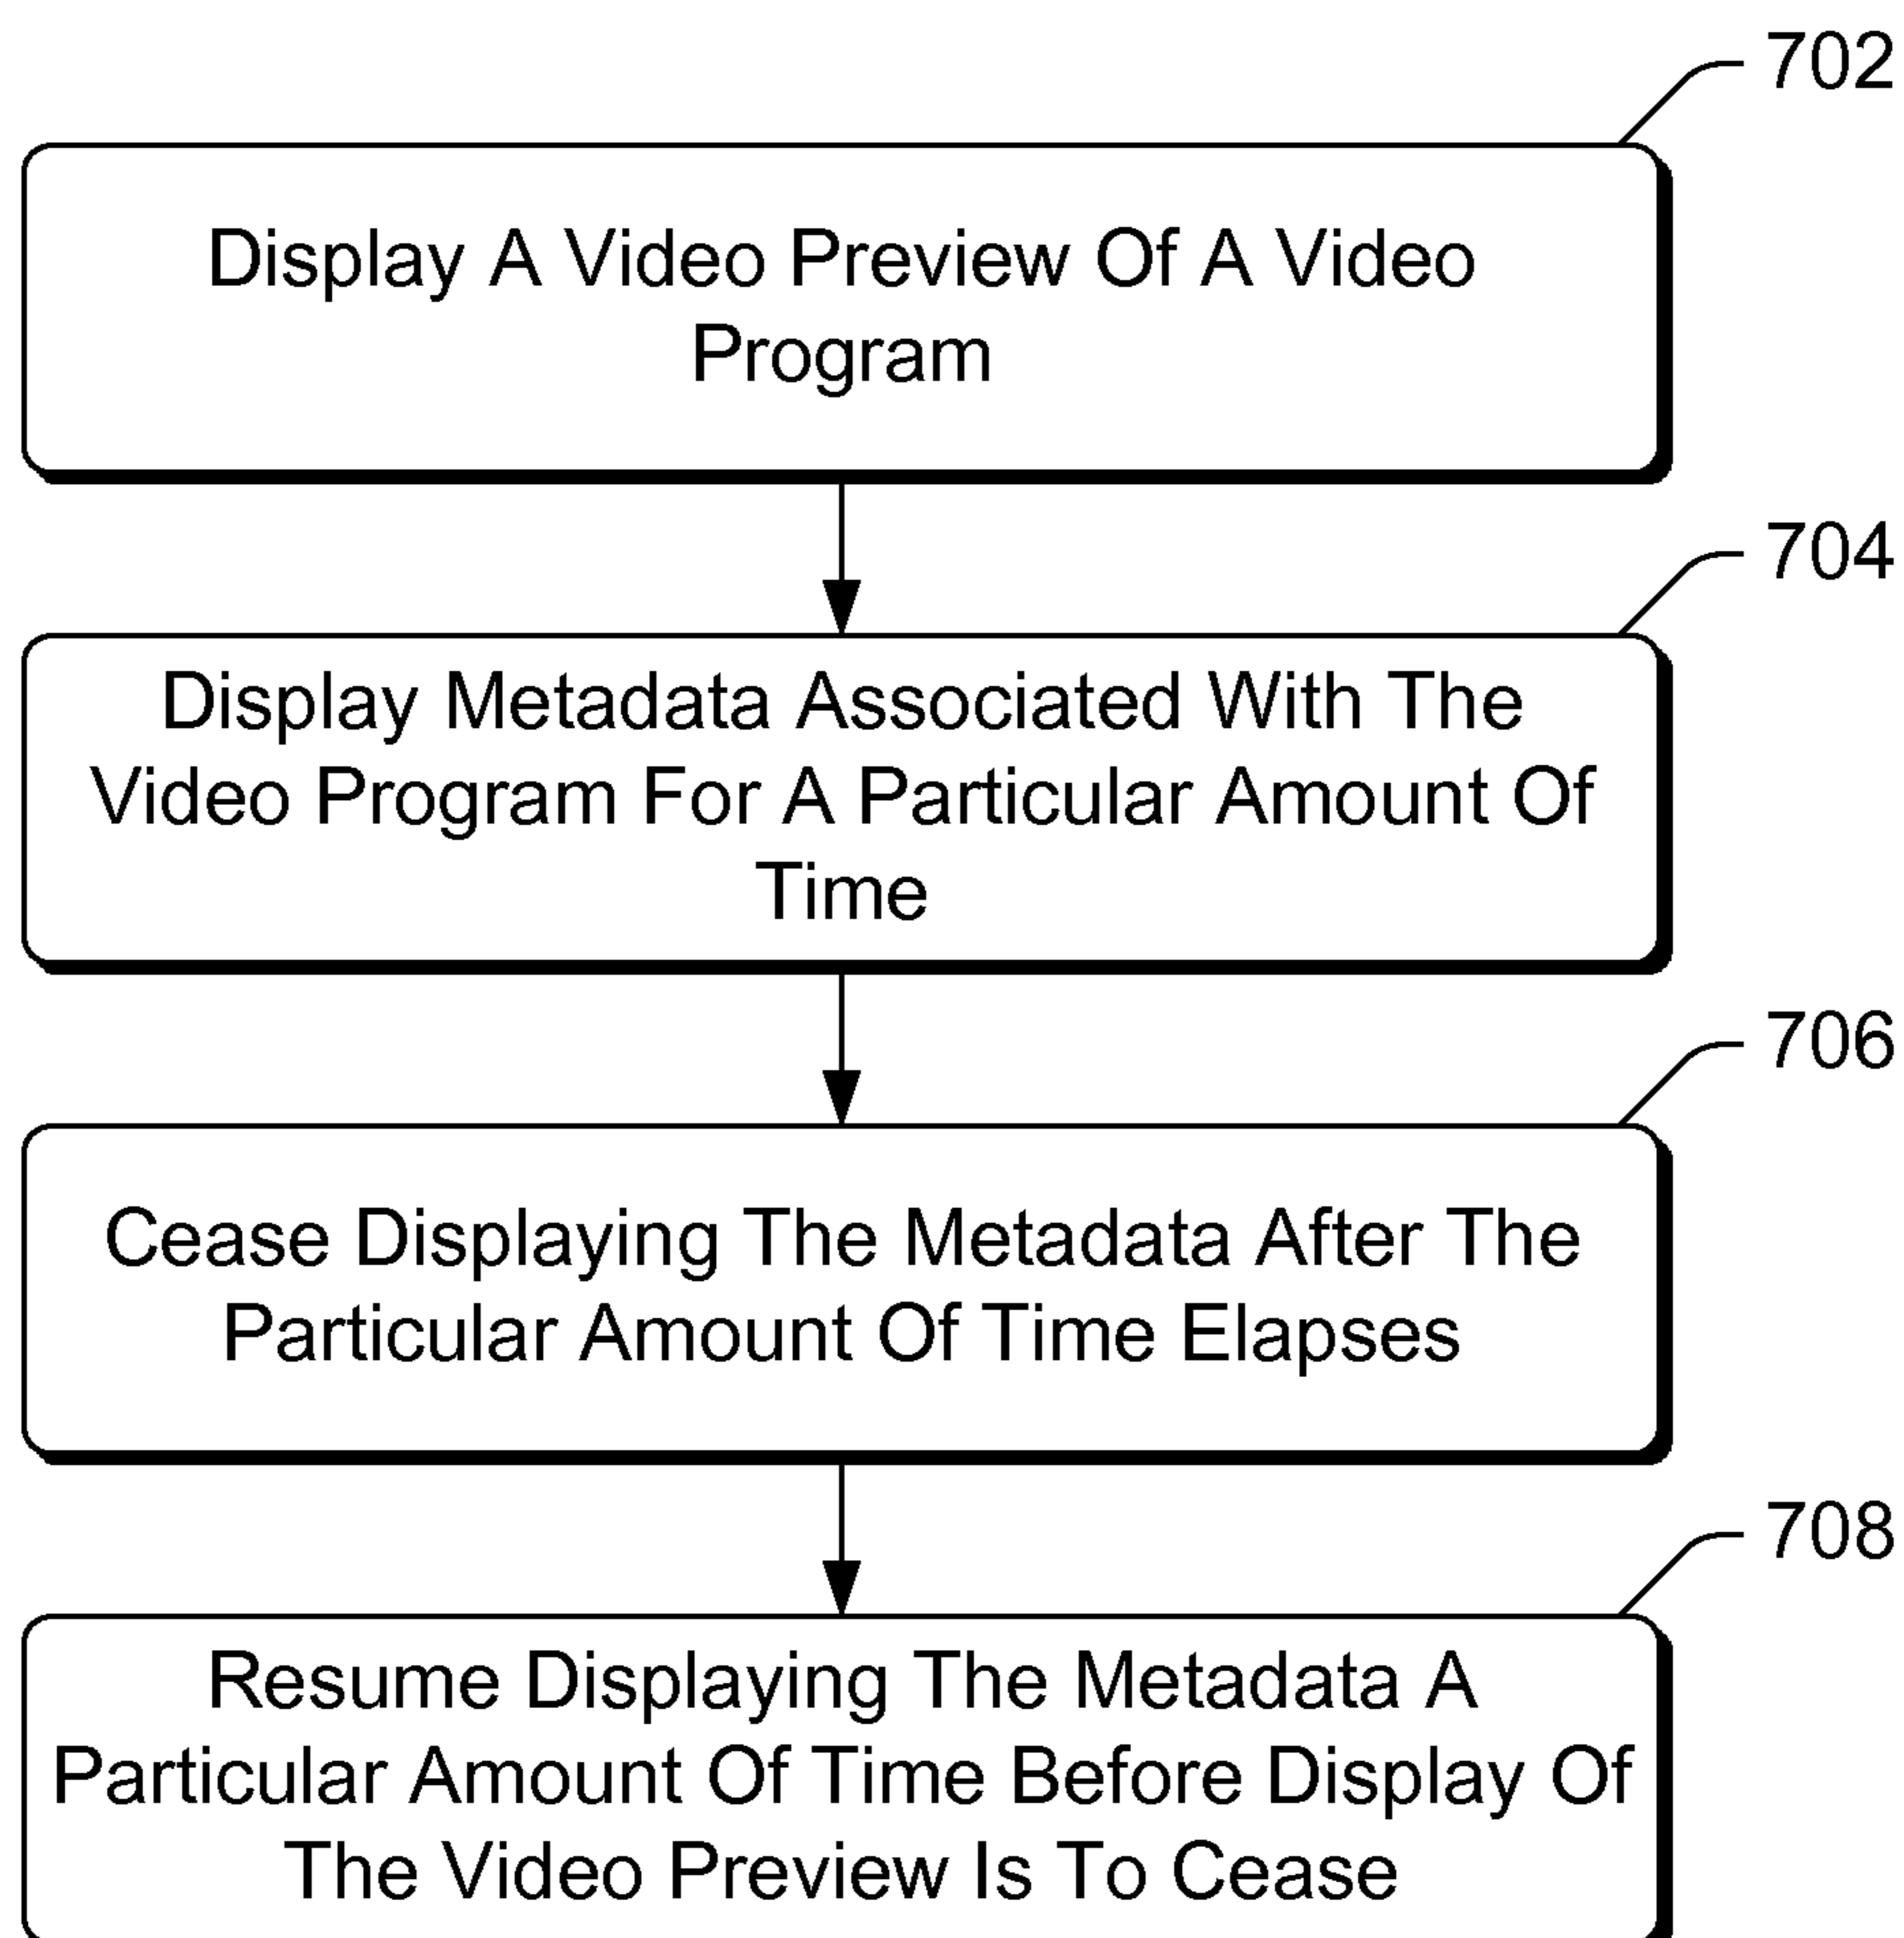 702
Display A Video Preview Of A Video
Program
704
Display Metadata Associated With The
Video Program For A Particular Amount Of
Time
706
Cease Displaying The Metadata After The
Particular Amount Of Time Elapses
708
Resume Displaying The Metadata A
Particular Amount Of Time Before Display Of
The Video Preview Is To Cease